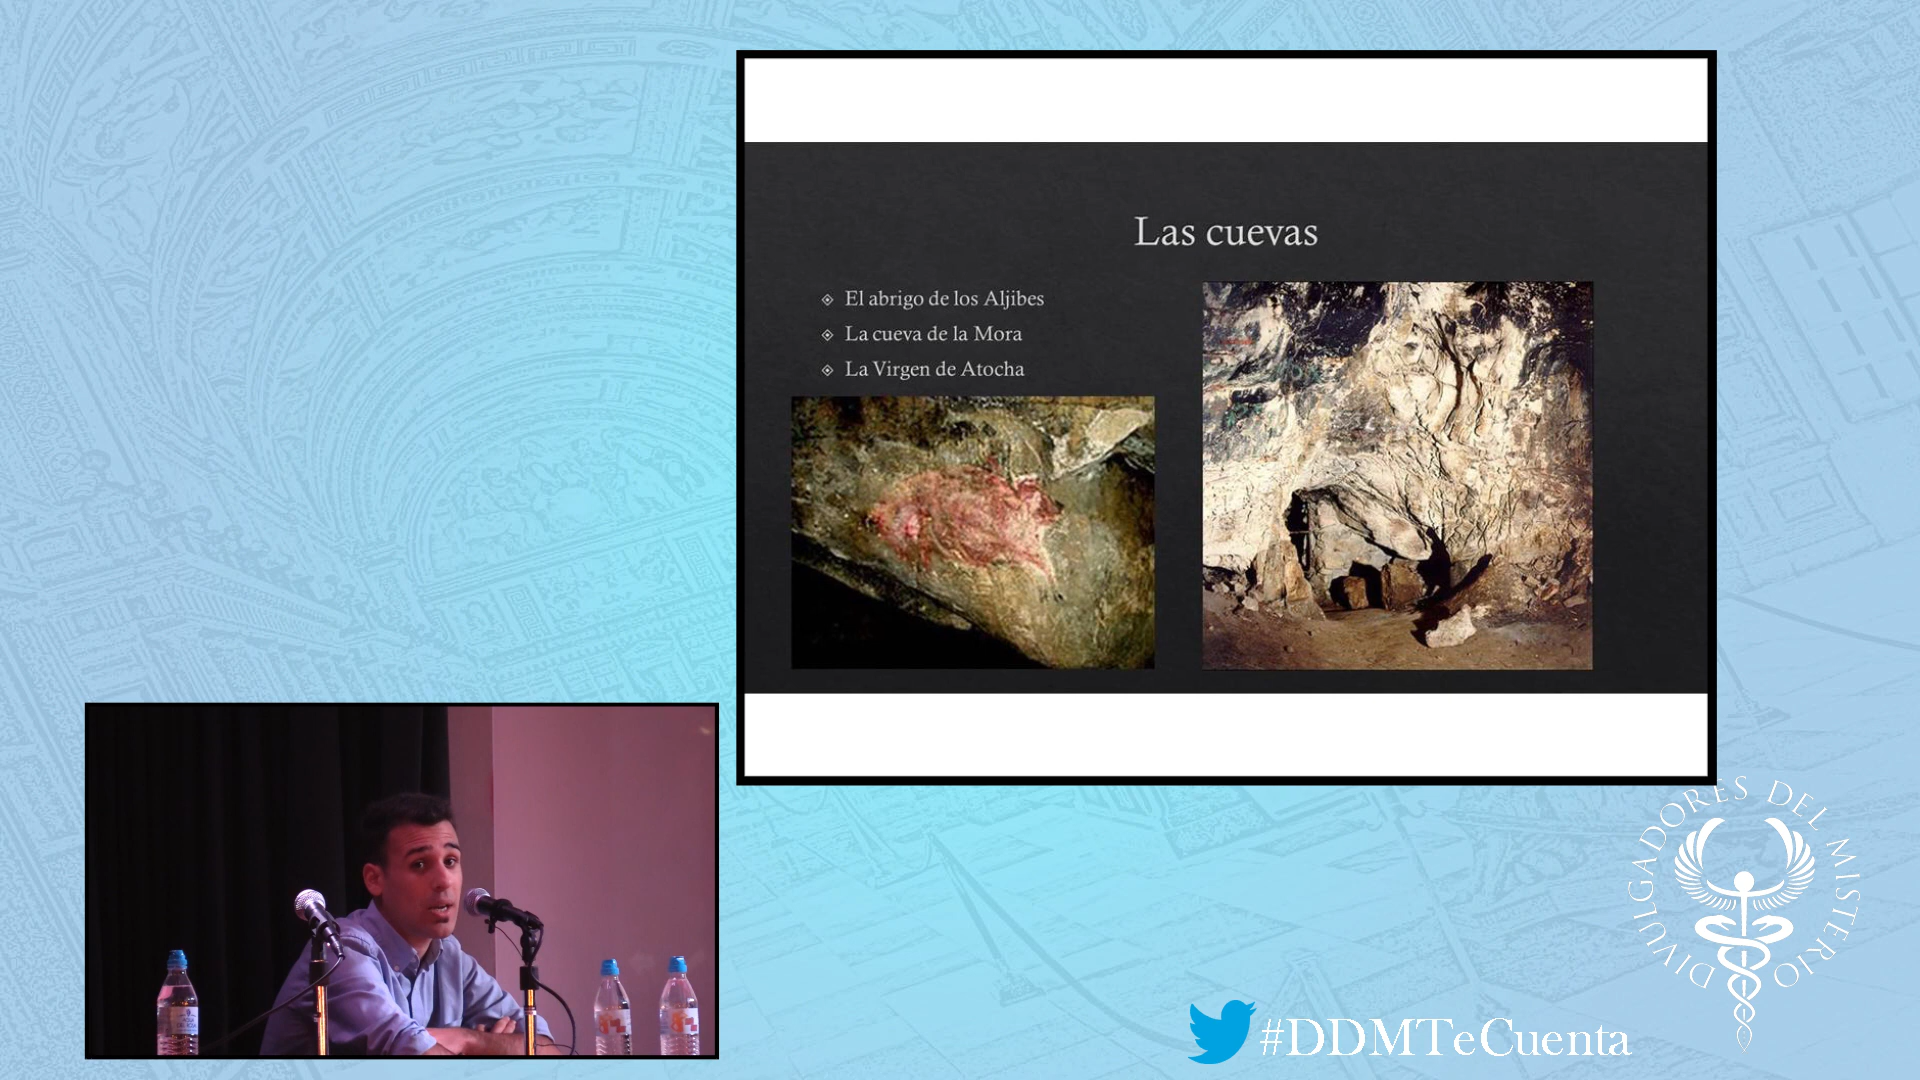 Las cuevas
El abrigo de los Aljibes
La cueva de la Mora
La Virgen de Atocha
DIVULGADORES DEL MISTERIO
#DDMTeCuenta